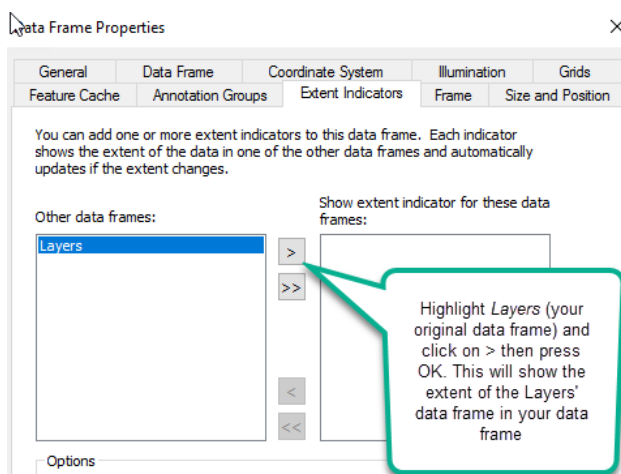 Data Frame Properties
General Data Frame Coordinate System Illumination Grids
Feature Cache Annotation Groups Extent Indicators Frame Size and Position
You can add one or more extent indicators to this data frame. Each indicator
shows the extent of the data in one of the other data frames and automatically
updates if the extent changes.
Other data frames:
Show extent indicator for these data
frames:
Layers
>
>>
<
<<
Highlight Layers (your
original data frame) and
click on > then press
OK. This will show the
extent of the Layers'
data frame in your data
frame
Options